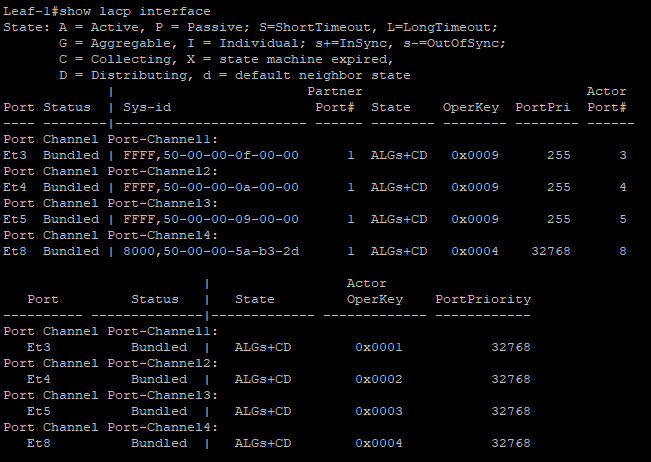 Leaf-1#show lacp interface
State: A = Active, P = Passive; S=ShortTimeout, L=LongTimeout;
       G = Aggregable, I = Individual; s+=InSync, s-=OutOfSync;
       C = Collecting, X = state machine expired,
       D = Distributing, d = default neighbor state
              |                         Partner                                Actor
Port Status   | Sys-id                   Port#  State    OperKey  PortPri      Port#
---- --------|------------------------ ------- -------- -------- -------- ------
Port Channel Port-Channel1:
Et3  Bundled | FFFF,50-00-00-0f-00-00      1  ALGs+CD   0x0009      255      3
Port Channel Port-Channel2:
Et4  Bundled | FFFF,50-00-00-0a-00-00      1  ALGs+CD   0x0009      255      4
Port Channel Port-Channel3:
Et5  Bundled | FFFF,50-00-00-09-00-00      1  ALGs+CD   0x0009      255      5
Port Channel Port-Channel4:
Et8  Bundled | 8000,50-00-00-5a-b3-2d      1  ALGs+CD   0x0004    32768      8
                          |                 Actor
   Port         Status    |   State        OperKey     PortPriority
---------- --------------|------------- ------------- ------------
Port Channel Port-Channel1:
   Et3          Bundled   |   ALGs+CD       0x0001            32768
Port Channel Port-Channel2:
   Et4          Bundled   |   ALGs+CD       0x0002            32768
Port Channel Port-Channel3:
   Et5          Bundled   |   ALGs+CD       0x0003            32768
Port Channel Port-Channel4:
   Et8          Bundled   |   ALGs+CD       0x0004            32768